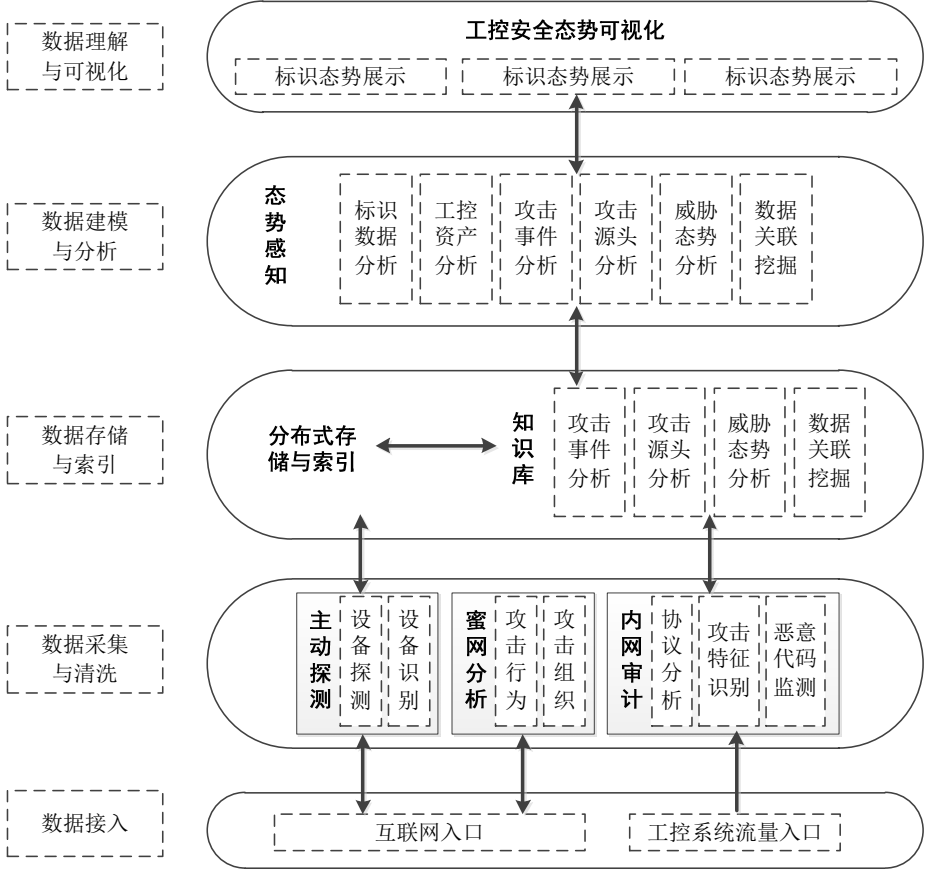 数据理解
与可视化
工控安全态势可视化
标识态势展示
标识态势展示
标识态势展示
数据建模
与分析
态势感知
标识
数据
分析
工控
资产
分析
攻击
事件
分析
攻击
源头
分析
威胁
态势
分析
数据
关联
挖掘
数据存储
与索引
分布式存
储与索引
知识库
攻击
事件
分析
攻击
源头
分析
威胁
态势
分析
数据
关联
挖掘
数据采集
与清洗
主动探测
设备探测
设备识别
蜜网分析
攻击行为
攻击组织
内网审计
协议分析
攻击
特征
识别
恶意
代码
监测
数据接入
互联网入口
工控系统流量入口